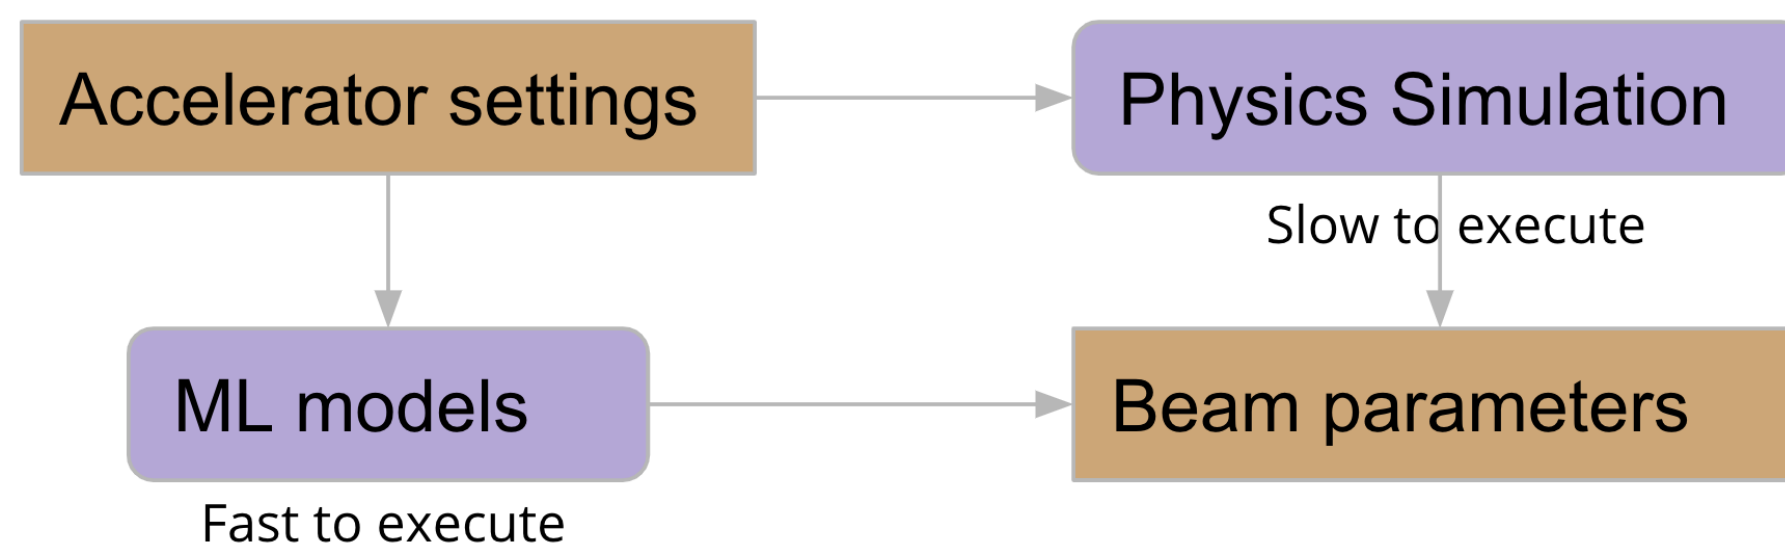 Accelerator settings
Physics Simulation
Slow to execute
ML models
Beam parameters
Fast to execute